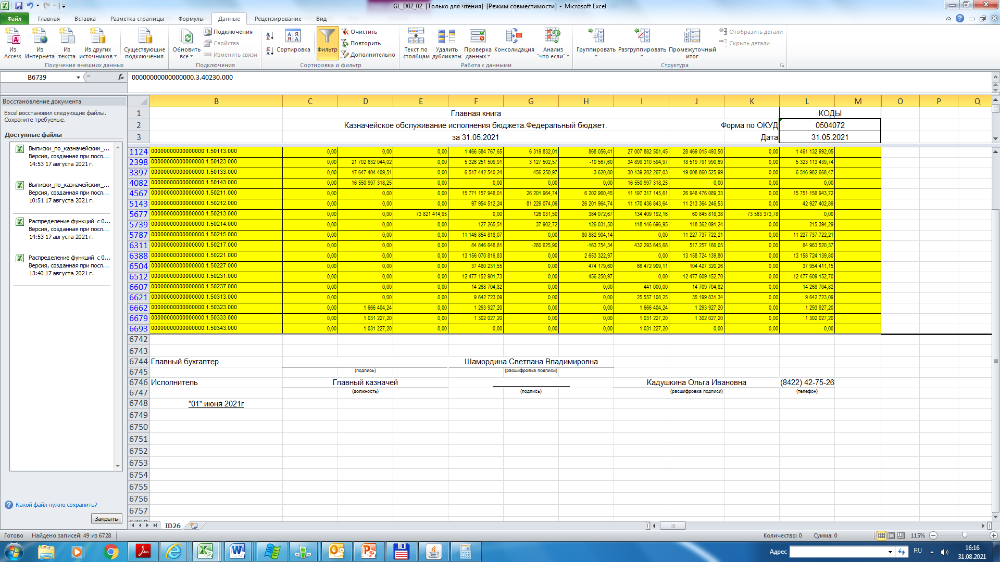 GL_D02_02 [Только для чтения] [Режим совместимости] - Microsoft Excel
Файл Главная Вставка Разметка страницы Формулы Данные Рецензирование Вид
Из Access
Из Интернета
Из текста
Из других источников
Существующие подключения
Получение внешних данных
Обновить все
Подключения
Свойства
Изменить связи
Подключения
Сортировка
Фильтр
Очистить
Повторить
Дополнительно
Сортировка и фильтр
Текст по столбцам
Удалить дубликаты
Проверка данных
Консолидация
Анализ "что если"
Работа с данными
Группировать
Разгруппировать
Промежуточный итог
Отобразить детали
Скрыть детали
Структура
B6739 fx 00000000000000000.3.40230.000
Восстановление документа
Excel восстановил следующие файлы.
Сохраните требуемые.
Доступные файлы
Выписки_по_казначейским_...
Версия, созданная при посл...
14:53 17 августа 2021 г.
Выписки_по_казначейским_...
Версия, созданная при посл...
10:51 17 августа 2021 г.
Распределение функций с 0...
Версия, созданная при посл...
14:53 17 августа 2021 г.
Распределение функций с 0...
Версия, созданная при посл...
13:40 17 августа 2021 г.
Какой файл нужно сохранить?
Закрыть
B C D E F G H I J K L M O P Q
1 Главная книга КОДЫ
2 Казначейское обслуживание исполнения бюджета.Федеральный бюджет. Форма по ОКУД 0504072
3 за 31.05.2021 Дата 31.05.2021
1124 00000000000000000.1.50113.000 0,00 0,00 0,00 1 466 584 767,65 6 319 832,01 868 056,41 27 007 882 501,45 28 469 015 493,50 0,00 1 461 132 992,05
2398 00000000000000000.1.50123.000 0,00 21 702 632 044,02 0,00 5 326 251 509,91 3 127 502,57 -10 567,60 34 899 310 594,97 18 519 791 990,69 0,00 5 323 113 439,74
3397 00000000000000000.1.50133.000 0,00 17 647 404 409,51 0,00 6 517 442 540,24 456 250,97 -3 620,80 30 139 282 267,03 19 008 860 525,99 0,00 6 516 982 668,47
4082 00000000000000000.1.50143.000 0,00 16 550 997 318,25 0,00 0,00 0,00 0,00 16 550 997 318,25 0,00 0,00 0,00
4567 00000000000000000.1.50211.000 0,00 0,00 0,00 15 771 157 948,01 26 201 964,74 6 202 960,45 11 197 317 145,61 26 948 476 089,33 0,00 15 751 158 943,72
5143 00000000000000000.1.50212.000 0,00 0,00 0,00 97 954 512,24 81 229 074,09 26 201 964,74 11 170 436 843,64 11 213 364 246,53 0,00 42 927 402,89
5677 00000000000000000.1.50213.000 0,00 0,00 73 821 414,95 0,00 126 031,50 384 072,67 134 409 192,16 60 845 818,38 73 563 373,78 0,00
5739 00000000000000000.1.50214.000 0,00 0,00 0,00 127 265,51 37 902,72 126 031,50 118 146 696,95 118 362 091,24 0,00 215 394,29
5787 00000000000000000.1.50215.000 0,00 0,00 0,00 11 146 854 818,07 0,00 80 882 904,14 0,00 11 227 737 722,21 0,00 11 227 737 722,21
6311 00000000000000000.1.50217.000 0,00 0,00 0,00 84 846 648,81 -280 625,90 -163 754,34 432 293 645,68 517 257 166,05 0,00 84 963 520,37
6388 00000000000000000.1.50221.000 0,00 0,00 0,00 13 156 070 816,83 0,00 2 653 322,97 0,00 13 158 724 139,80 0,00 13 158 724 139,80
6504 00000000000000000.1.50227.000 0,00 0,00 0,00 37 480 231,55 0,00 474 179,60 66 472 909,11 104 427 320,26 0,00 37 954 411,15
6512 00000000000000000.1.50231.000 0,00 0,00 0,00 12 477 152 901,73 0,00 456 250,97 0,00 12 477 609 152,70 0,00 12 477 609 152,70
6607 00000000000000000.1.50237.000 0,00 0,00 0,00 14 268 704,82 0,00 0,00 441 000,00 14 709 704,82 0,00 14 268 704,82
6621 00000000000000000.1.50313.000 0,00 0,00 0,00 9 642 723,09 0,00 0,00 25 557 108,25 35 199 831,34 0,00 9 642 723,09
6662 00000000000000000.1.50323.000 0,00 1 666 404,24 0,00 1 293 927,20 0,00 0,00 1 666 404,24 1 293 927,20 0,00 1 293 927,20
6679 00000000000000000.1.50333.000 0,00 1 031 227,20 0,00 1 302 027,20 0,00 0,00 1 031 227,20 1 302 027,20 0,00 1 302 027,20
6693 00000000000000000.1.50343.000 0,00 1 031 227,20 0,00 0,00 0,00 0,00 1 031 227,20 0,00 0,00 0,00
6742
6743
6744 Главный бухгалтер Шамордина Светлана Владимировна
6745 (подпись) (расшифровка подписи)
6746 Исполнитель Главный казначей Кадушкина Ольга Ивановна (8422) 42-75-26
6747 (должность) (подпись) (расшифровка подписи) (телефон)
6748 "01" июня 2021г
6749
6750
6751
6752
6753
6754
6755
6756
6757
ID26
Готово Найдено записей: 49 из 6728 Количество: 0 Сумма: 0 115%
Адрес RU 16:16
31.08.2021